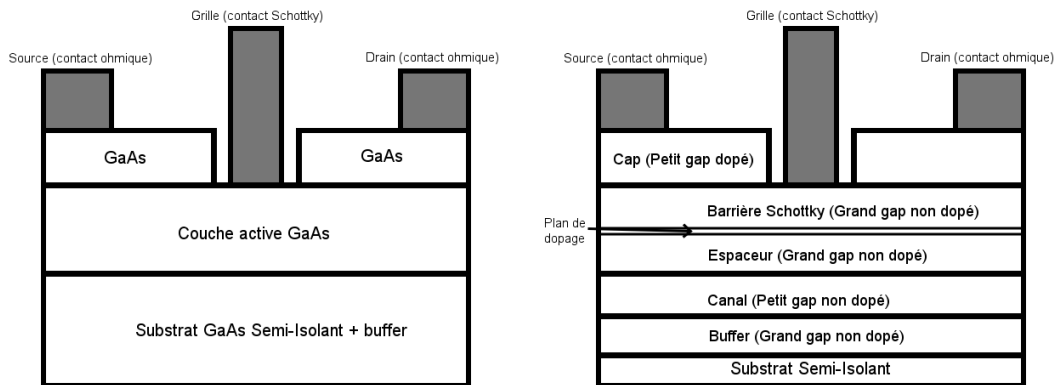 Grille (contact Schottky)
Source (contact ohmique)
Drain (contact ohmique)
GaAs
GaAs
Couche active GaAs
Substrat GaAs Semi-Isolant + buffer
Grille (contact Schottky)
Source (contact ohmique)
Drain (contact ohmique)
Cap (Petit gap dopé)
Barrière Schottky (Grand gap non dopé)
Plan de
dopage
Espaceur (Grand gap non dopé)
Canal (Petit gap non dopé)
Buffer (Grand gap non dopé)
Substrat Semi-Isolant